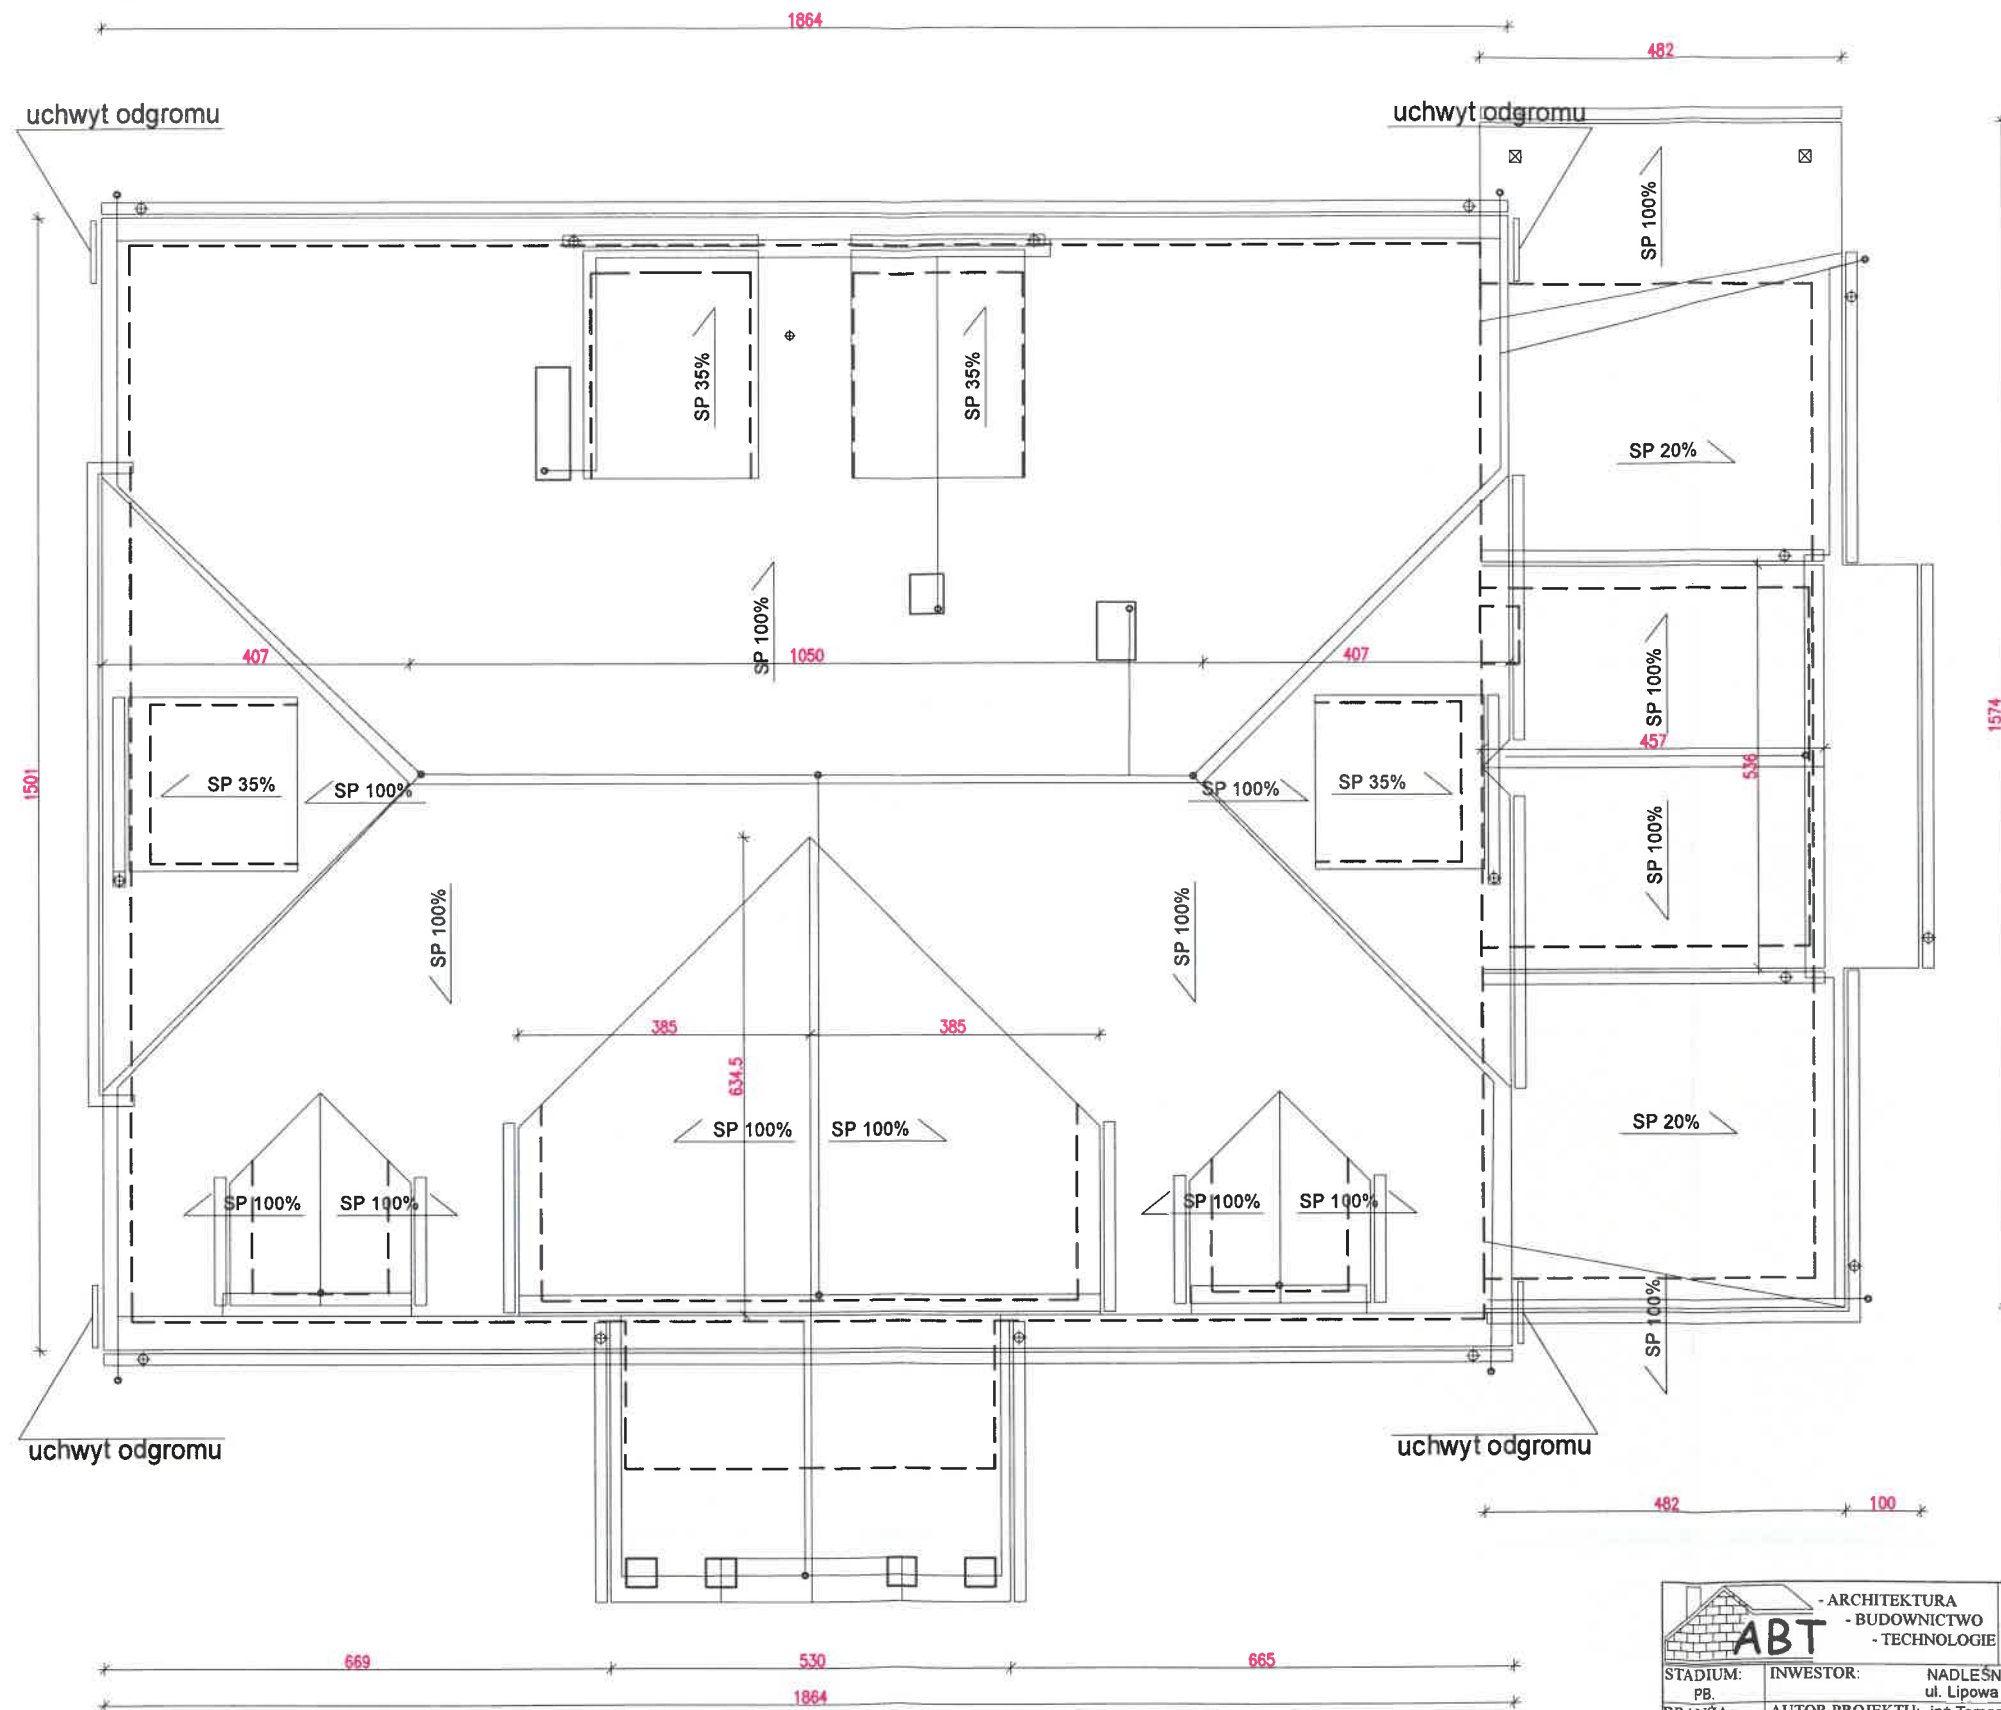 1864
482
uchwyt odgromu
uchwyt odgromu
SP 100%
SP 35%
SP 35%
SP 20%
SP 100%
407
1050
407
SP 100%
457
536
1574
1501
SP 35%
SP 100%
SP 100%
SP 35%
SP 100%
SP 100%
SP 100%
385
385
634.5
SP 100%
SP 100%
SP 20%
SP 100%
SP 100%
SP 100%
SP 100%
SP 100%
uchwyt odgromu
uchwyt odgromu
482
100
669
530
665
1864
- ARCHITEKTURA
- BUDOWNICTWO
- TECHNOLOGIE
ABT
STADIUM:
INWESTOR:
NADLEŚN
PB.
ul. Lipowa
AUTOR PROJEKTU: